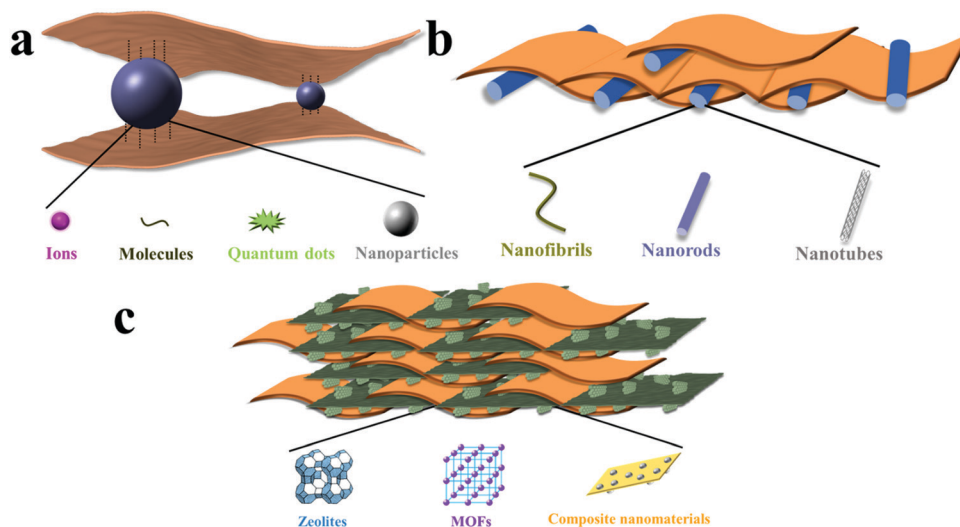 a
b
Ions
Molecules
Quantum dots
Nanoparticles
Nanofibrils
Nanorods
Nanotubes
c
Zeolites
MOFs
Composite nanomaterials